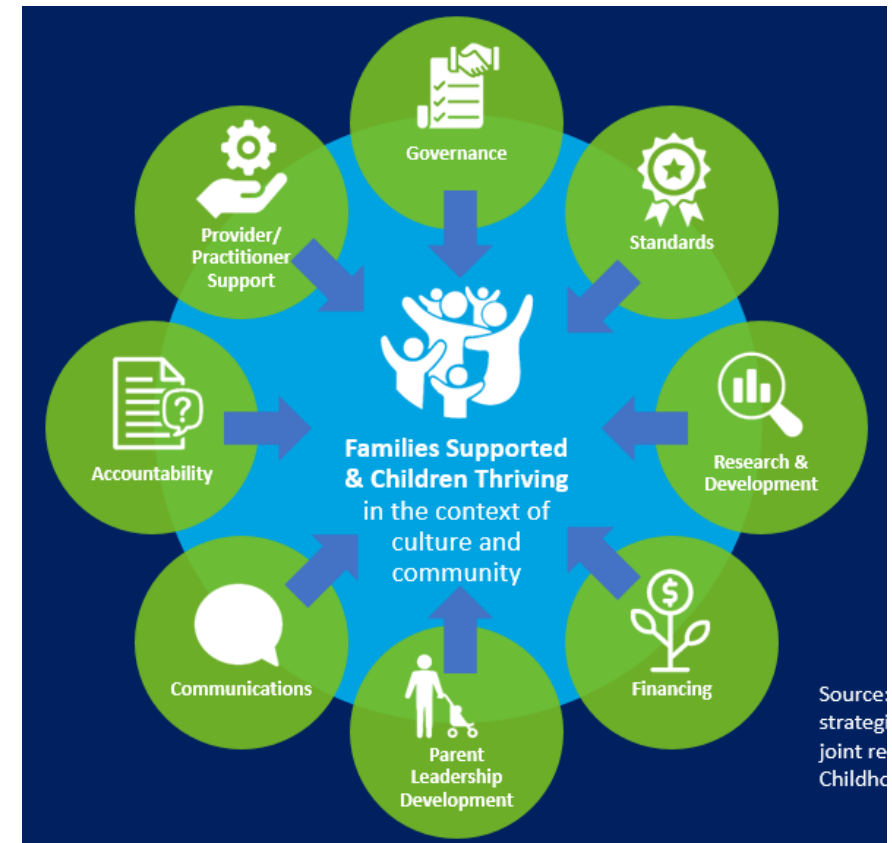 Governance
Standards
Research &
Development
Financing
Parent
Leadership
Development
Communications
Accountability
Provider/
Practitioner
Support
Families Supported
& Children Thriving
in the context of
culture and
community
Source:
strategi
joint re
Childho